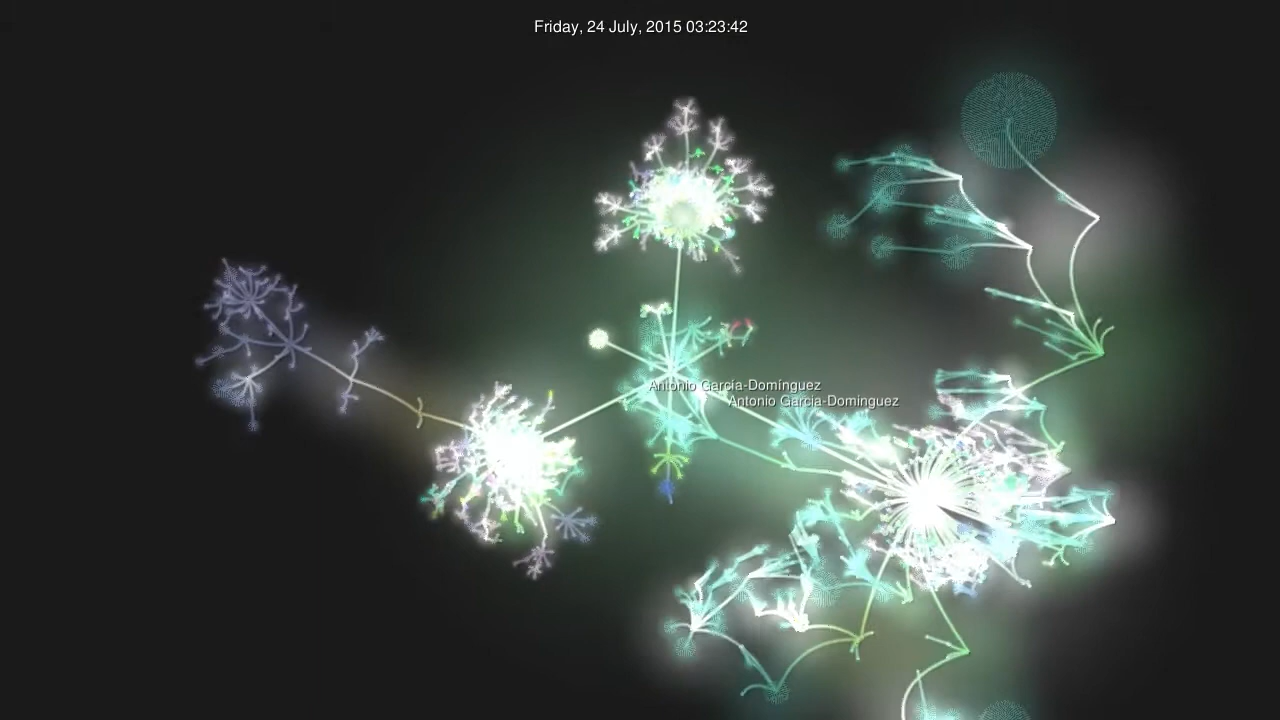 Friday, 24 July, 2015 03:23:42
Antonio García-Domínguez
Antonio Garcia-Dominguez